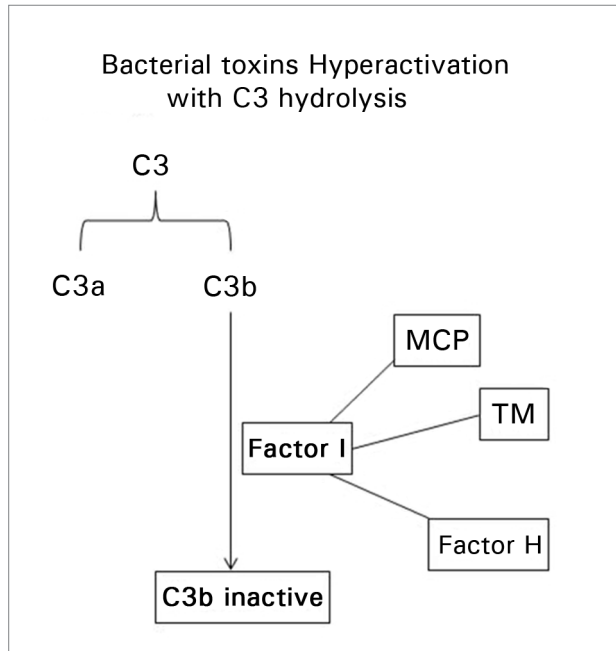 Bacterial toxins Hyperactivation
with C3 hydrolysis
C3
C3a
C3b
MCP
TM
Factor I
Factor H
C3b inactive